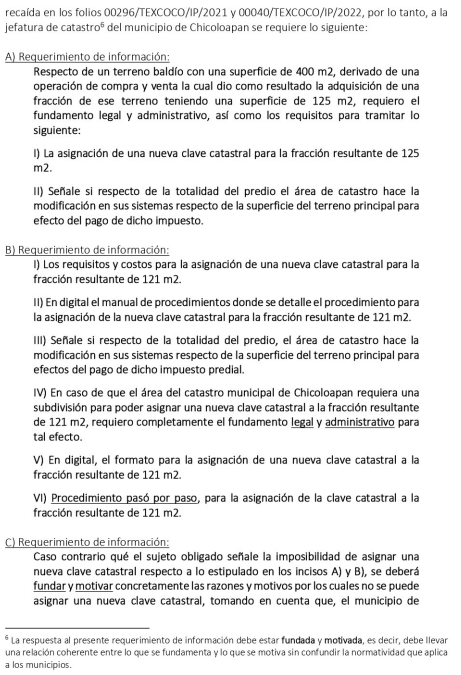 recaída en los folios 00296/TEXCOCO/IP/2021 y 00040/TEXCOCO/IP/2022, por lo tanto, a la
jefatura de catastro⁶ del municipio de Chicoloapan se requiere lo siguiente:
A) Requerimiento de información:
Respecto de un terreno baldío con una superficie de 400 m2, derivado de una
operación de compra y venta la cual dio como resultado la adquisición de una
fracción de ese terreno teniendo una superficie de 125 m2, requiero el
fundamento legal y administrativo, así como los requisitos para tramitar lo
siguiente:
I) La asignación de una nueva clave catastral para la fracción resultante de 125
m2.
II) Señale si respecto de la totalidad del predio el área de catastro hace la
modificación en sus sistemas respecto de la superficie del terreno principal para
efecto del pago de dicho impuesto.
B) Requerimiento de información:
I) Los requisitos y costos para la asignación de una nueva clave catastral para la
fracción resultante de 121 m2.
II) En digital el manual de procedimientos donde se detalle el procedimiento para
la asignación de la nueva clave catastral para la fracción resultante de 121 m2.
III) Señale si respecto de la totalidad del predio, el área de catastro hace la
modificación en sus sistemas respecto de la superficie del terreno principal para
efectos del pago de dicho impuesto predial.
IV) En caso de que el área del catastro municipal de Chicoloapan requiera una
subdivisión para poder asignar una nueva clave catastral a la fracción resultante
de 121 m2, requiero completamente el fundamento legal y administrativo para
tal efecto.
V) En digital, el formato para la asignación de una nueva clave catastral a la
fracción resultante de 121 m2.
VI) Procedimiento pasó por paso, para la asignación de la clave catastral a la
fracción resultante de 121 m2.
C) Requerimiento de información:
Caso contrario qué el sujeto obligado señale la imposibilidad de asignar una
nueva clave catastral respecto a lo estipulado en los incisos A) y B), se deberá
fundar y motivar concretamente las razones y motivos por los cuales no se puede
asignar una nueva clave catastral, tomando en cuenta que, el municipio de
⁶ La respuesta al presente requerimiento de información debe estar fundada y motivada, es decir, debe llevar
una relación coherente entre lo que se fundamenta y lo que se motiva sin confundir la normatividad que aplica
a los municipios.